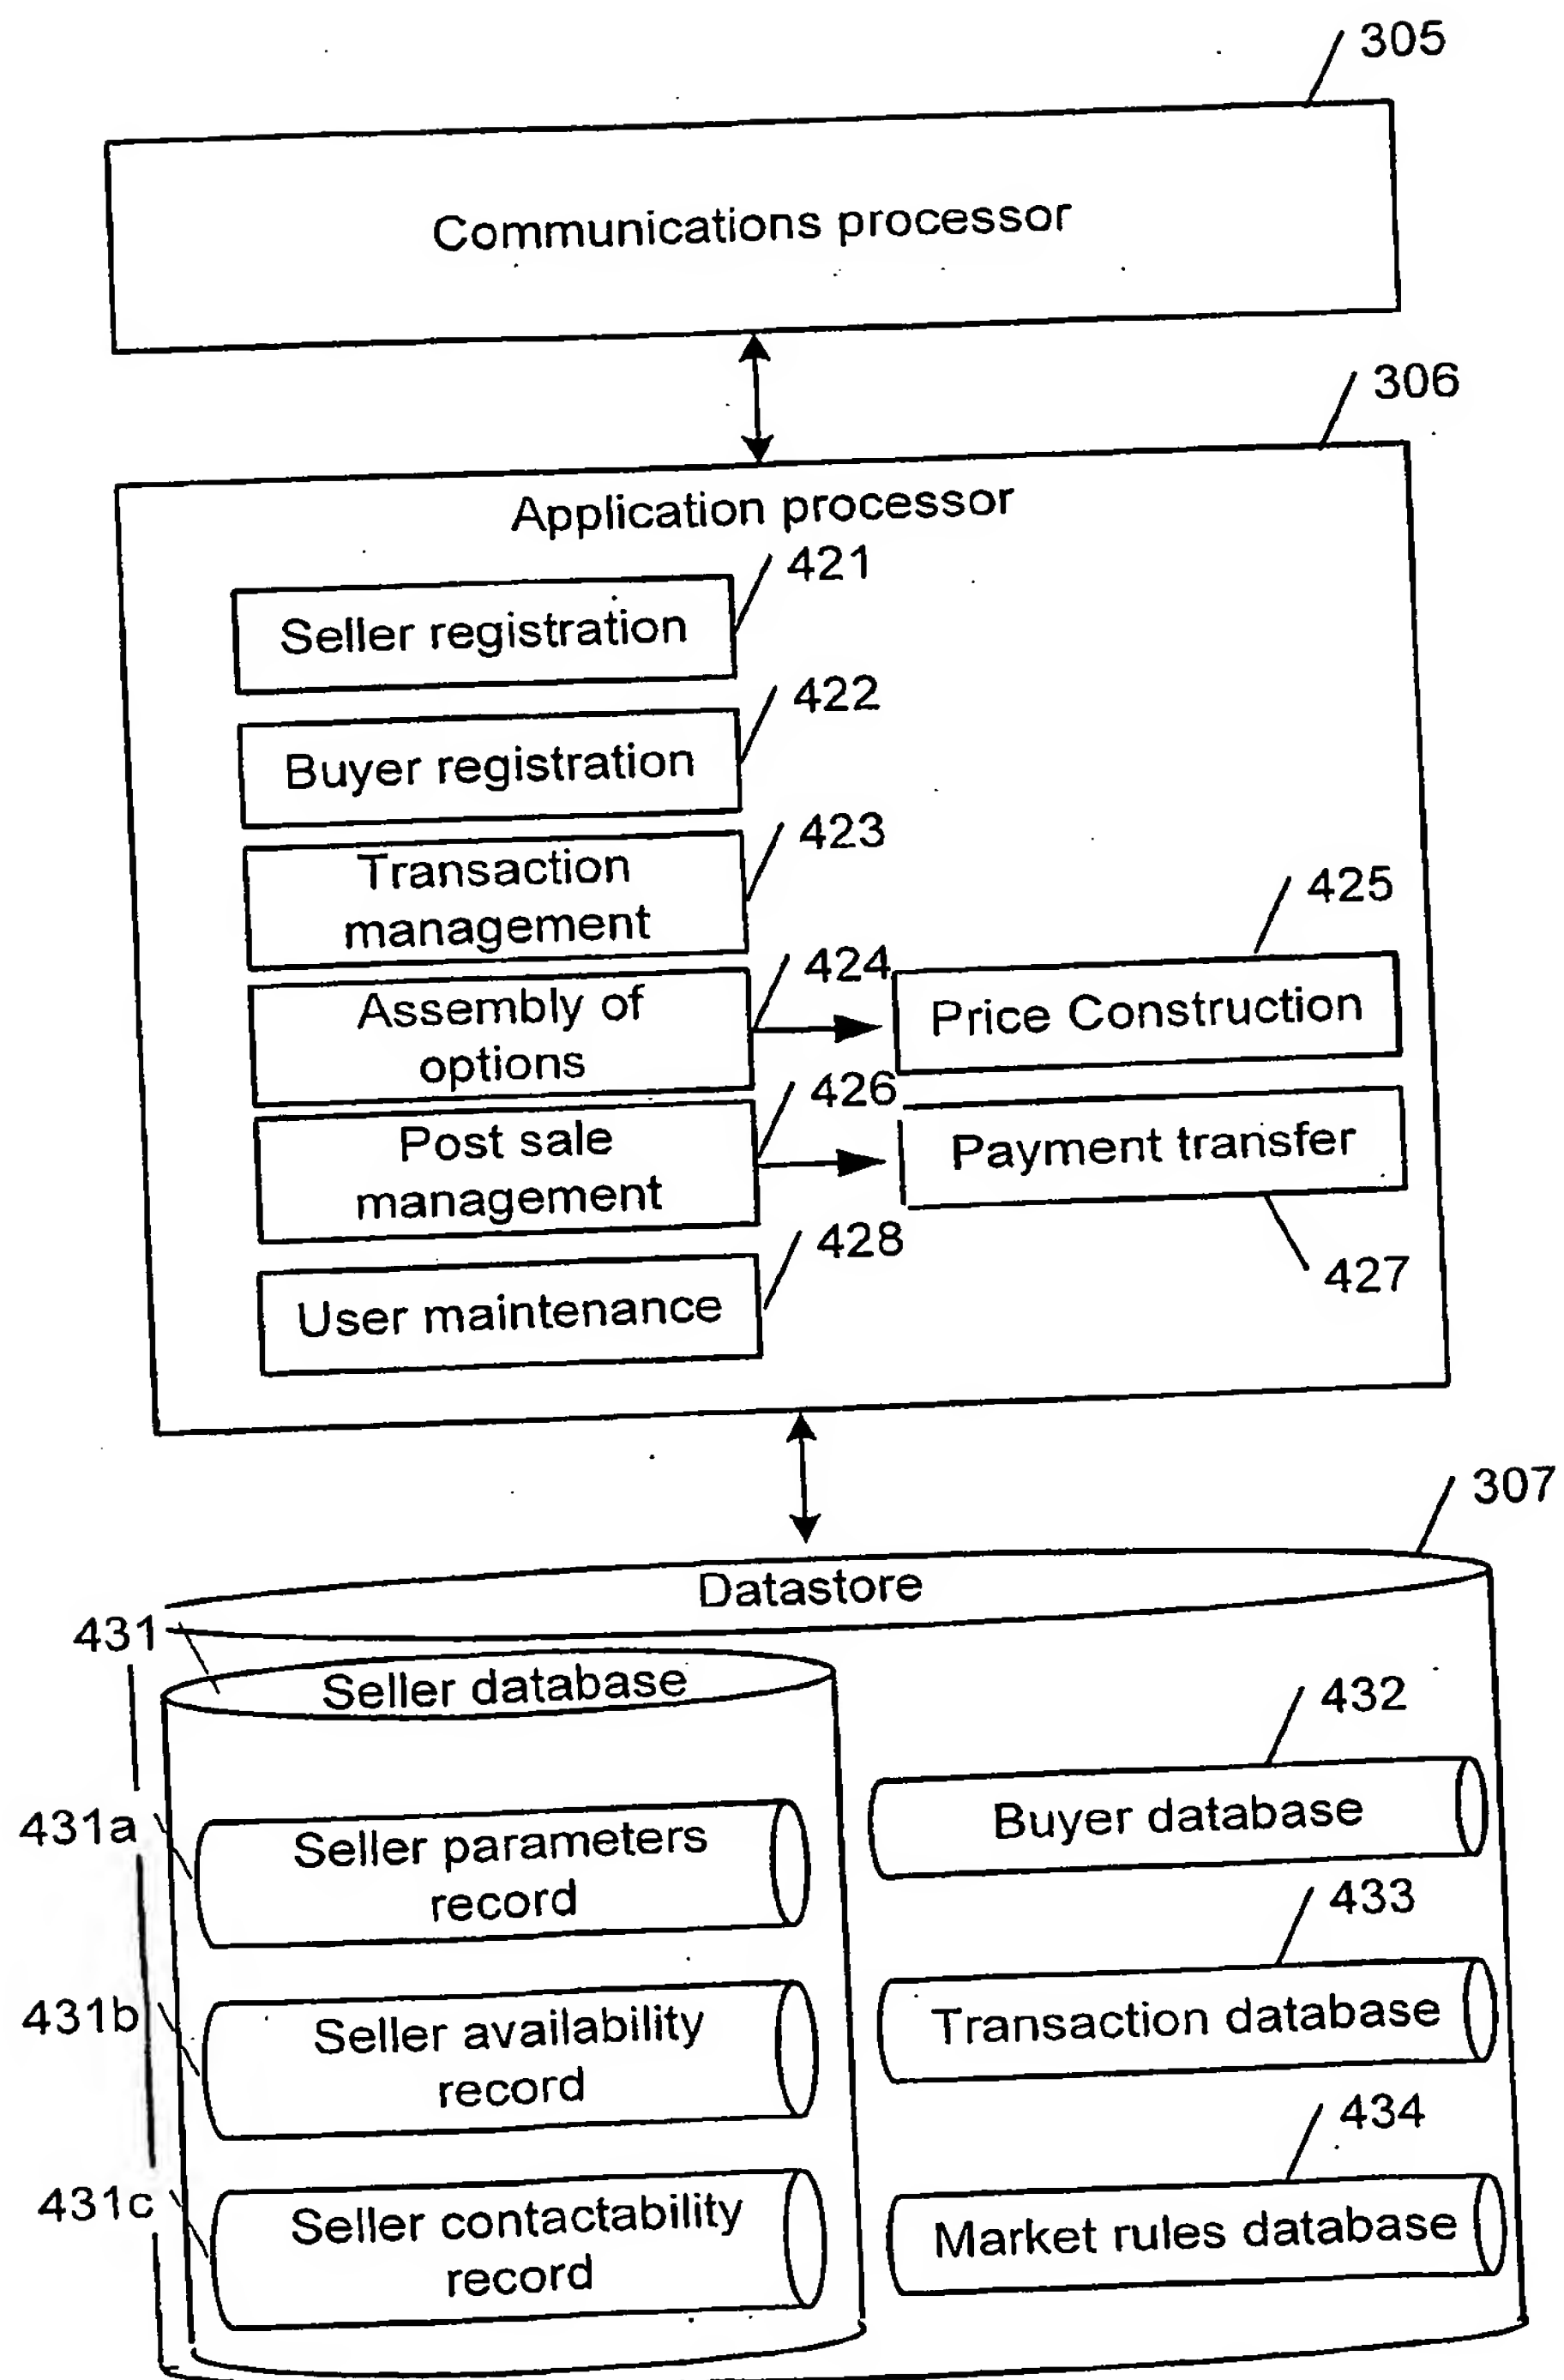 305
Communications processor
306
Application processor
421
Seller registration
422
Buyer registration
423
Transaction
management
425
424
Assembly of
options
Price Construction
426
Post sale
management
Payment transfer
428
427
User maintenance
307
Datastore
431
Seller database
432
431a
Seller parameters
record
Buyer database
433
431b
Seller availability
record
Transaction database
434
431c
Seller contactability
record
Market rules database